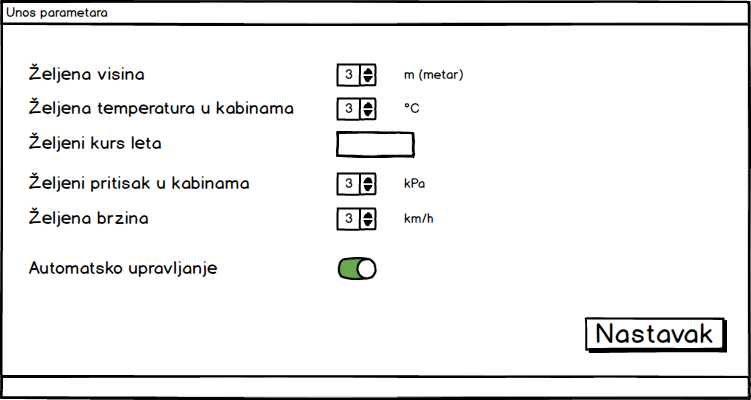 Unos parametara
Željena visina 3 m (metar)
Željena temperatura u kabinama 3 °C
Željeni kurs leta
Željeni pritisak u kabinama 3 kPa
Željena brzina 3 km/h
Automatsko upravljanje
Nastavak